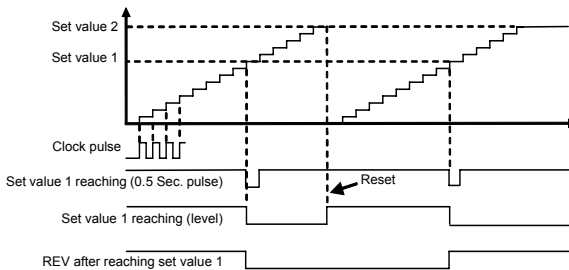 Set value 2
Set value 1
Clock pulse
Set value 1 reaching (0.5 Sec. pulse)
Reset
Set value 1 reaching (level)
REV after reaching set value 1